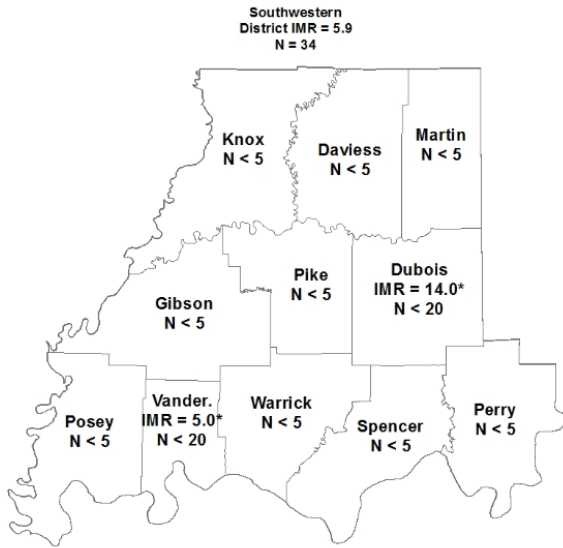 Southwestern
District IMR = 5.9
N = 34
Knox
N < 5
Daviess
N < 5
Martin
N < 5
Gibson
N < 5
Pike
N < 5
Dubois
IMR = 14.0*
N < 20
Posey
N < 5
Vander.
IMR = 5.0*
N < 20
Warrick
N < 5
Spencer
N < 5
Perry
N < 5